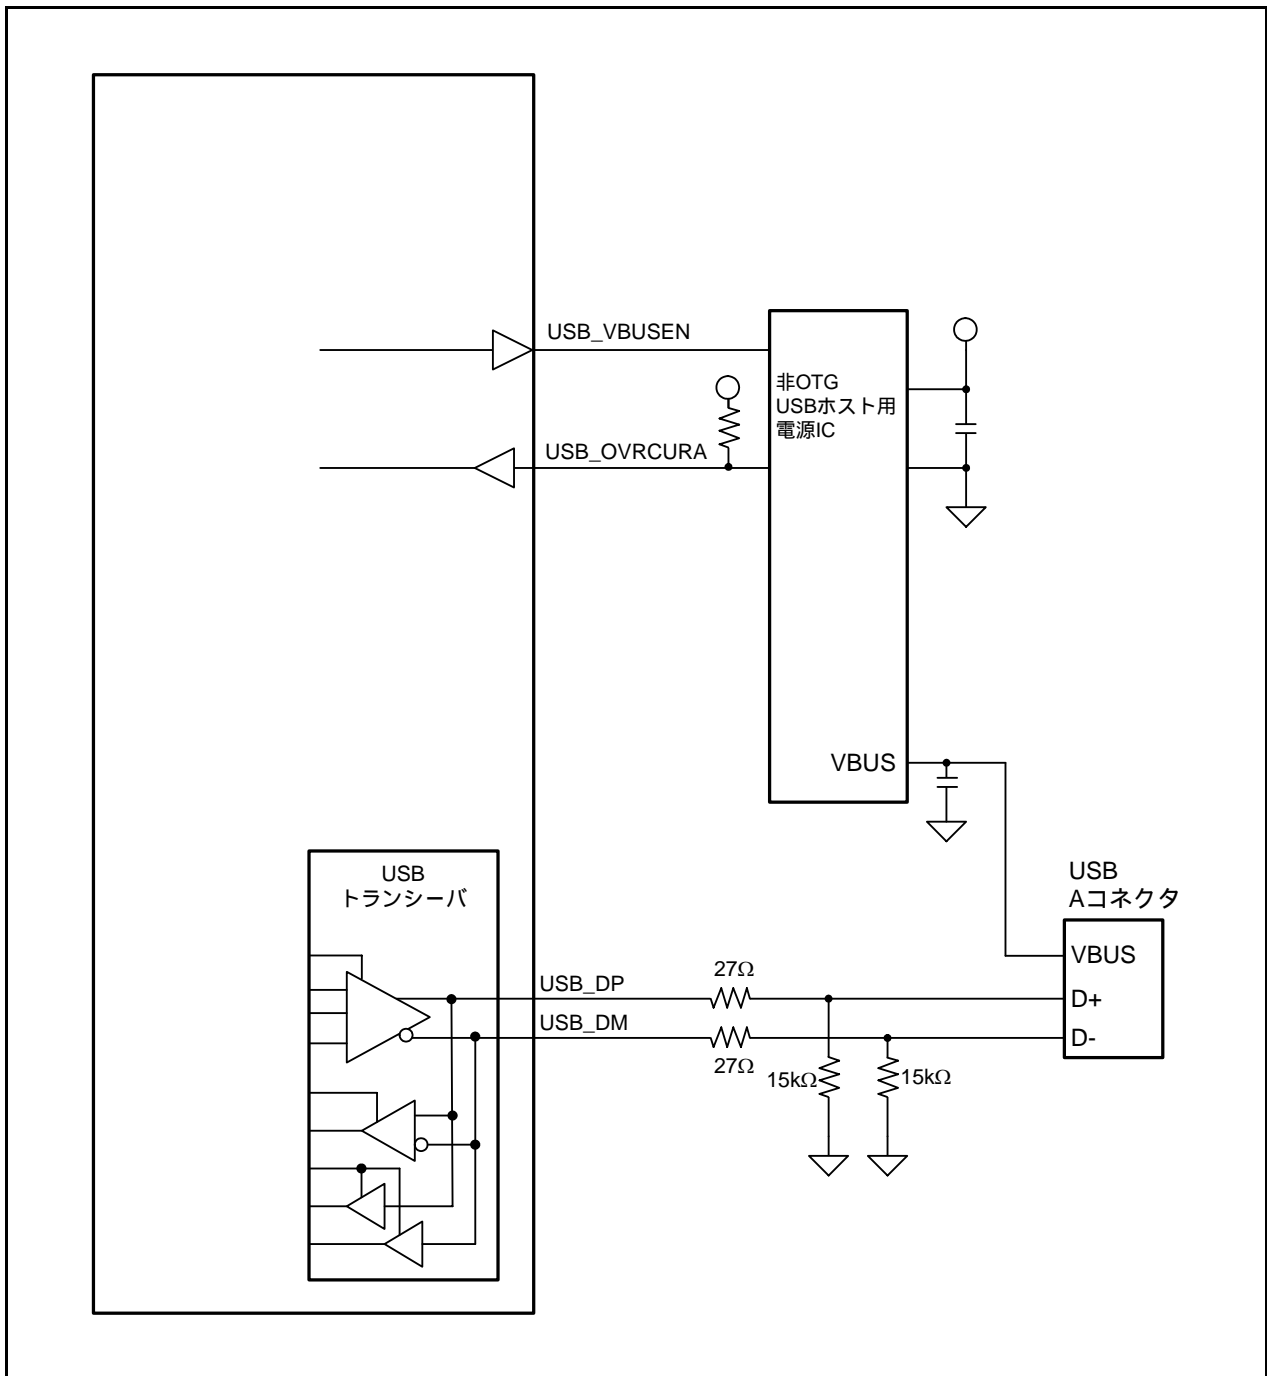 USB_VBUSEN
非OTG
USBホスト用
電源IC
USB_OVRCURA
VBUS
USB
トランシーバ
USB
Aコネクタ
VBUS
27Ω
USB_DP
D+
USB_DM
D-
27Ω
15kΩ
15kΩ